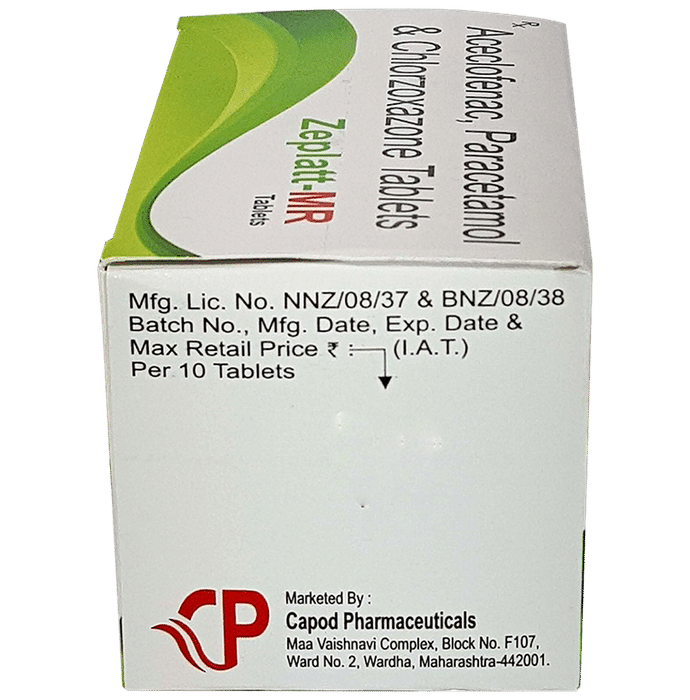 Rx
Aceclofenac, Paracetamol
& Chlorzoxazone Tablets
Zeplatt-MR
Tablets
Mfg. Lic. No. NNZ/08/37 & BNZ/08/38
Batch No., Mfg. Date, Exp. Date &
Max Retail Price ₹ : (I.A.T.)
Per 10 Tablets
CP
Marketed By :
Capod Pharmaceuticals
Maa Vaishnavi Complex, Block No. F107,
Ward No. 2, Wardha, Maharashtra-442001.